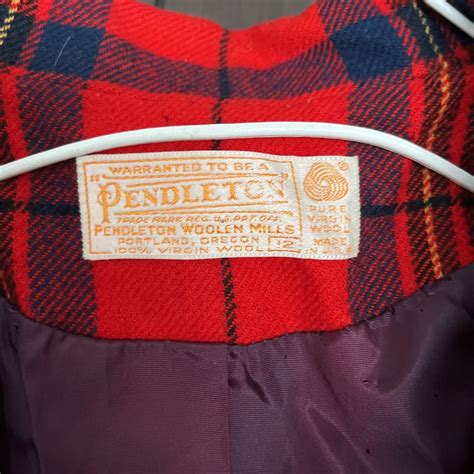 WARRANTED TO BE A
"PENDLETON"
TRADE MARK REG. U.S. PAT. OFF.
PENDLETON WOOLEN MILLS
PORTLAND, OREGON 12
100% VIRGIN WOOL
®
PURE
VIRGIN
WOOL
MADE
IN